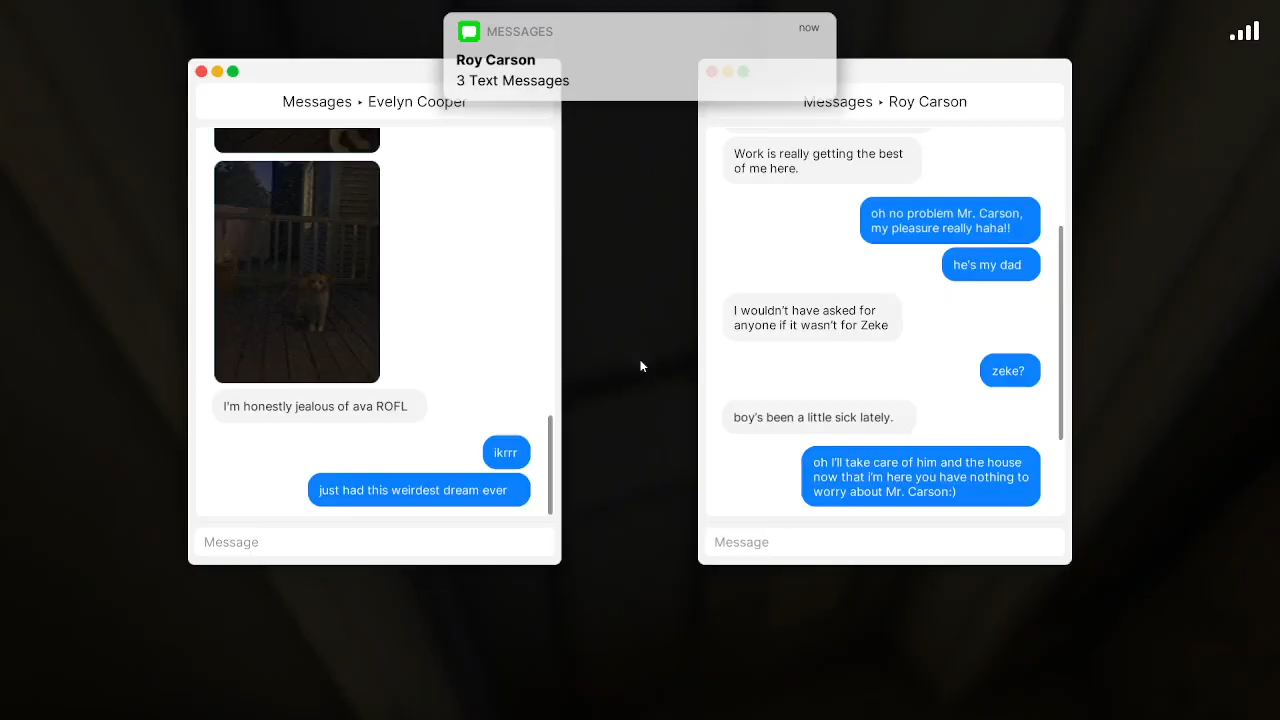 MESSAGES
now
Roy Carson
3 Text Messages
Messages ▸ Evelyn Cooper
I'm honestly jealous of ava ROFL
ikrrr
just had this weirdest dream ever
Message
Messages ▸ Roy Carson
Work is really getting the best
of me here.
oh no problem Mr. Carson,
my pleasure really haha!!
he's my dad
I wouldn't have asked for
anyone if it wasn't for Zeke
zeke?
boy's been a little sick lately.
oh I'll take care of him and the house
now that i'm here you have nothing to
worry about Mr. Carson:)
Message